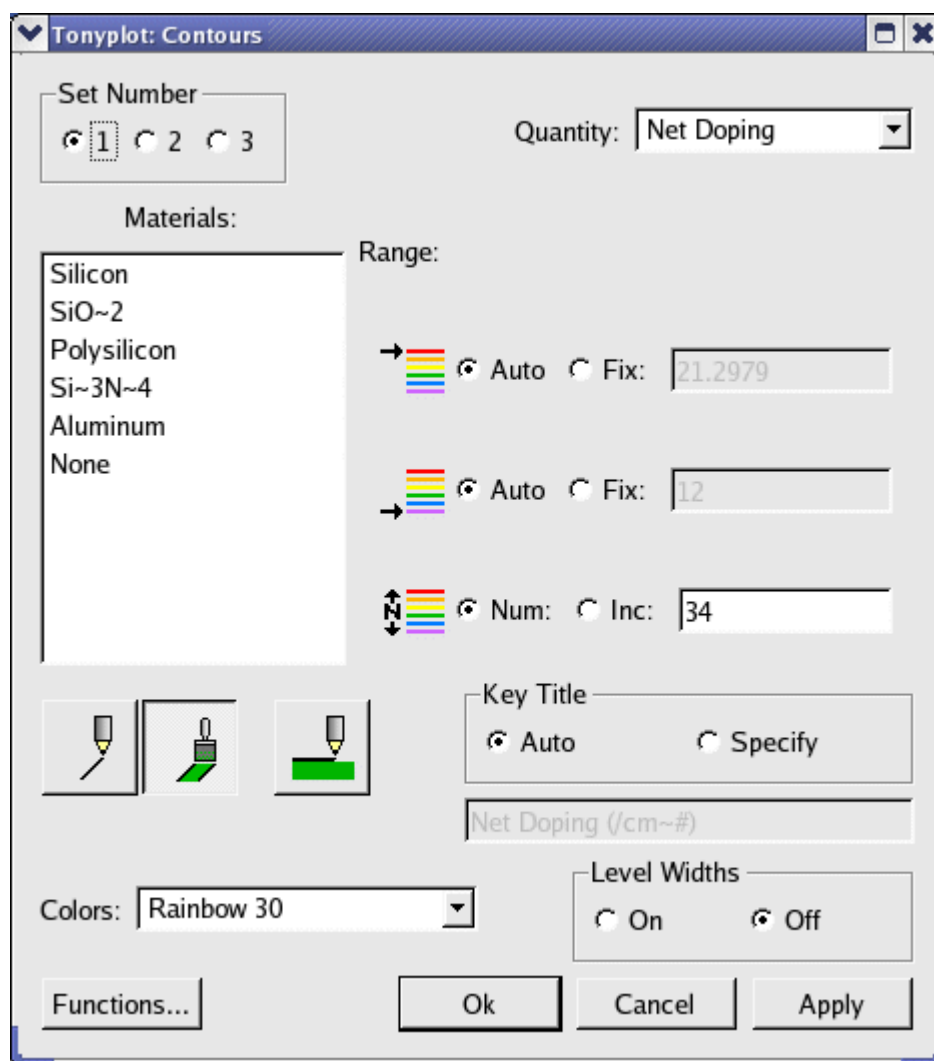 Tonyplot: Contours
Set Number
1 2 3
Quantity: Net Doping
Materials:
Range:
Silicon
SiO~2
Polysilicon
Si~3N~4
Aluminum
None
Auto Fix: 21.2979
Auto Fix: 12
N Num: Inc: 34
Key Title
Auto Specify
Net Doping (/cm~#)
Level Widths
Colors: Rainbow 30
On Off
Functions... Ok Cancel Apply